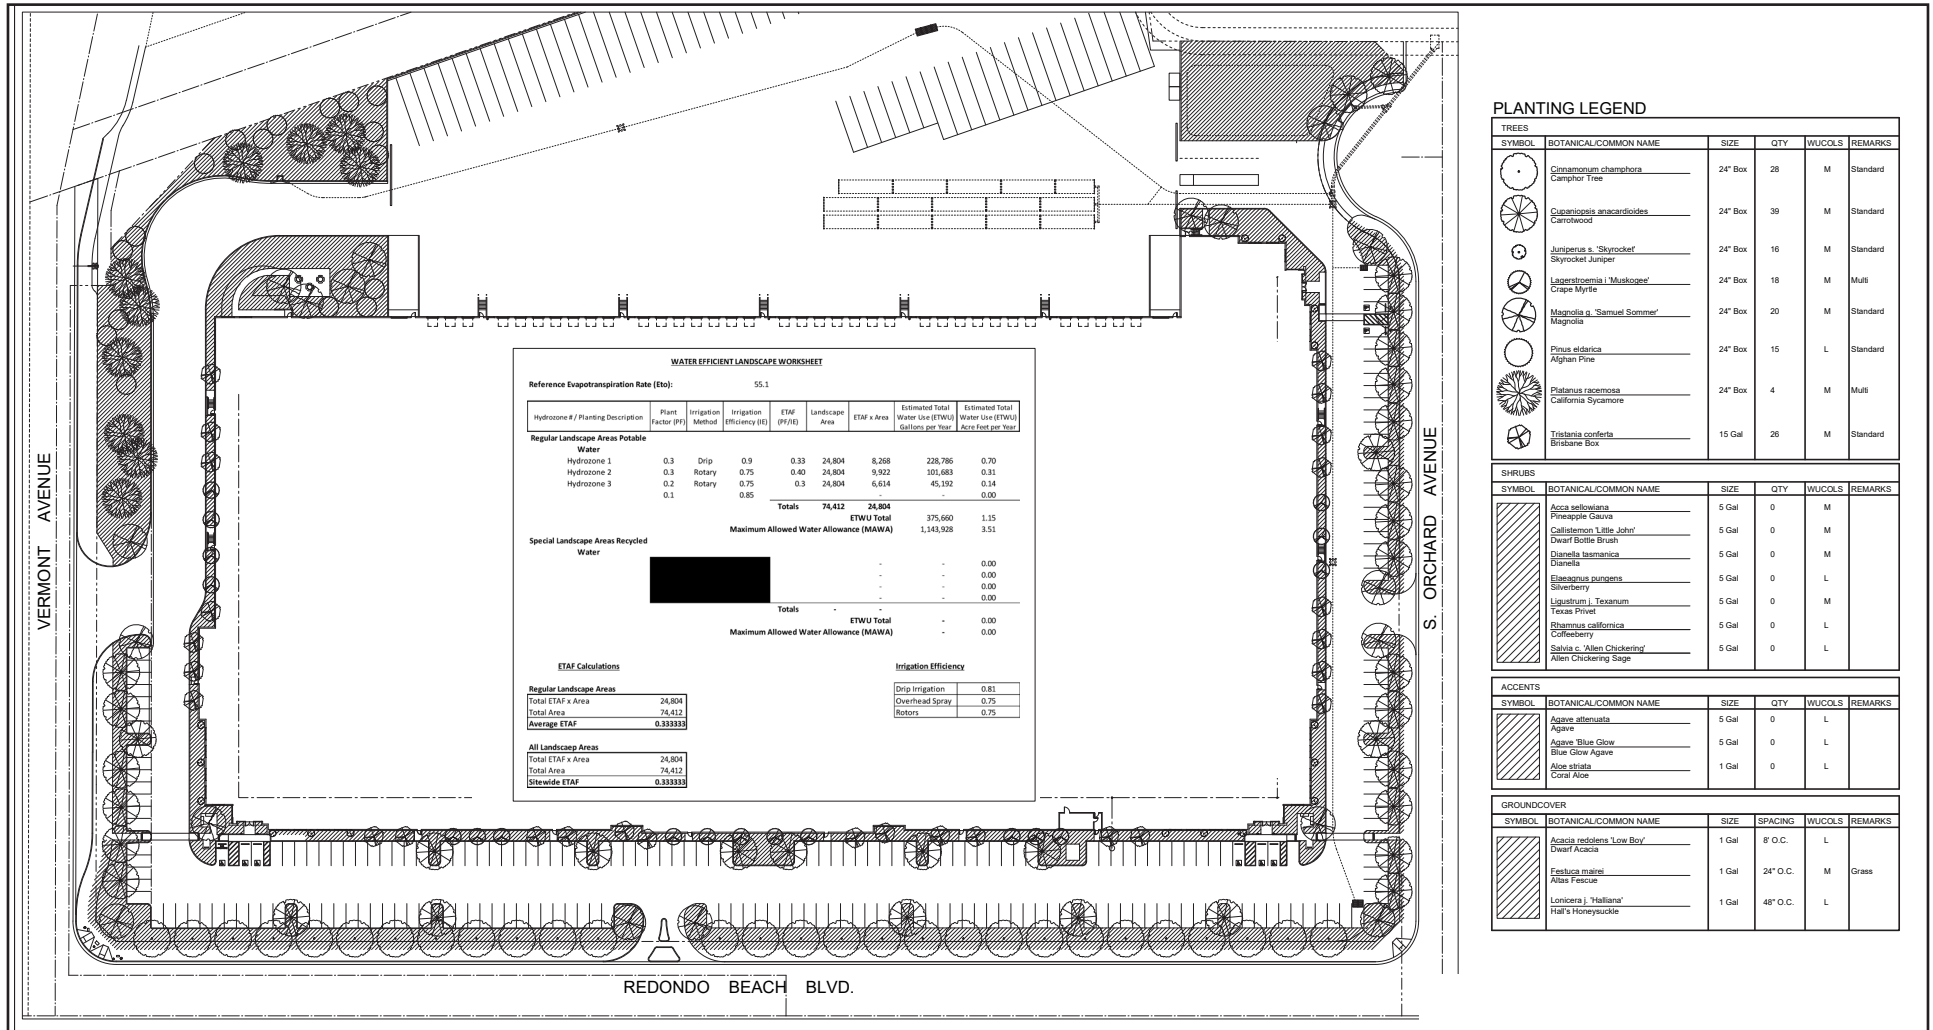 VERMONT AVENUE
S. ORCHARD AVENUE
REDONDO BEACH BLVD.
WATER EFFICIENT LANDSCAPE WORKSHEET
Reference Evapotranspiration Rate (Eto): 55.1
Hydrozone # / Planting Description Plant Factor (PF) Irrigation Method Irrigation Efficiency (IE) ETAF (PF/IE) Landscape Area ETAF x Area Estimated Total Water Use (ETWU) Gallons per Year Estimated Total Water Use (ETWU) Acre Feet per Year
Regular Landscape Areas Potable
Water
Hydrozone 1 0.3 Drip 0.9 0.33 24,804 8,268 228,786 0.70
Hydrozone 2 0.3 Rotary 0.75 0.40 24,804 9,922 101,683 0.31
Hydrozone 3 0.2 Rotary 0.75 0.3 24,804 6,614 45,192 0.14
0.1 0.85 - - 0.00
Totals 74,412 24,804
ETWU Total 375,660 1.15
Maximum Allowed Water Allowance (MAWA) 1,143,928 3.51
Special Landscape Areas Recycled
Water
- - 0.00
- - 0.00
- - 0.00
- - 0.00
Totals - -
ETWU Total - 0.00
Maximum Allowed Water Allowance (MAWA) - 0.00
ETAF Calculations
Regular Landscape Areas
Total ETAF x Area 24,804
Total Area 74,412
Average ETAF 0.333333
All Landscaep Areas
Total ETAF x Area 24,804
Total Area 74,412
Sitewide ETAF 0.333333
Irrigation Efficiency
Drip Irrigation 0.81
Overhead Spray 0.75
Rotors 0.75
PLANTING LEGEND
TREES
SYMBOL BOTANICAL/COMMON NAME SIZE QTY WUCOLS REMARKS
Cinnamonum champhora 24" Box 28 M Standard
Camphor Tree
Cupaniopsis anacardioides 24" Box 39 M Standard
Carrotwood
Juniperus s. 'Skyrocket' 24" Box 16 M Standard
Skyrocket Juniper
Lagerstroemia i 'Muskogee' 24" Box 18 M Multi
Crape Myrtle
Magnolia g. 'Samuel Sommer' 24" Box 20 M Standard
Magnolia
Pinus eldarica 24" Box 15 L Standard
Afghan Pine
Platanus racemosa 24" Box 4 M Multi
California Sycamore
Tristania conferta 15 Gal 26 M Standard
Brisbane Box
SHRUBS
SYMBOL BOTANICAL/COMMON NAME SIZE QTY WUCOLS REMARKS
Acca sellowiana 5 Gal 0 M
Pineapple Gauva
Callistemon 'Little John' 5 Gal 0 M
Dwarf Bottle Brush
Dianella tasmanica 5 Gal 0 M
Dianella
Elaeagnus pungens 5 Gal 0 L
Silverberry
Ligustrum j. Texanum 5 Gal 0 M
Texas Privet
Rhamnus californica 5 Gal 0 L
Coffeeberry
Salvia c. 'Allen Chickering' 5 Gal 0 L
Allen Chickering Sage
ACCENTS
SYMBOL BOTANICAL/COMMON NAME SIZE QTY WUCOLS REMARKS
Agave attenuata 5 Gal 0 L
Agave
Agave 'Blue Glow 5 Gal 0 L
Blue Glow Agave
Aloe striata 1 Gal 0 L
Coral Aloe
GROUNDCOVER
SYMBOL BOTANICAL/COMMON NAME SIZE SPACING WUCOLS REMARKS
Acacia redolens 'Low Boy' 1 Gal 8' O.C. L
Dwarf Acacia
Festuca mairei 1 Gal 24" O.C. M Grass
Altas Fescue
Lonicera j. 'Halliana' 1 Gal 48" O.C. L
Hall's Honeysuckle